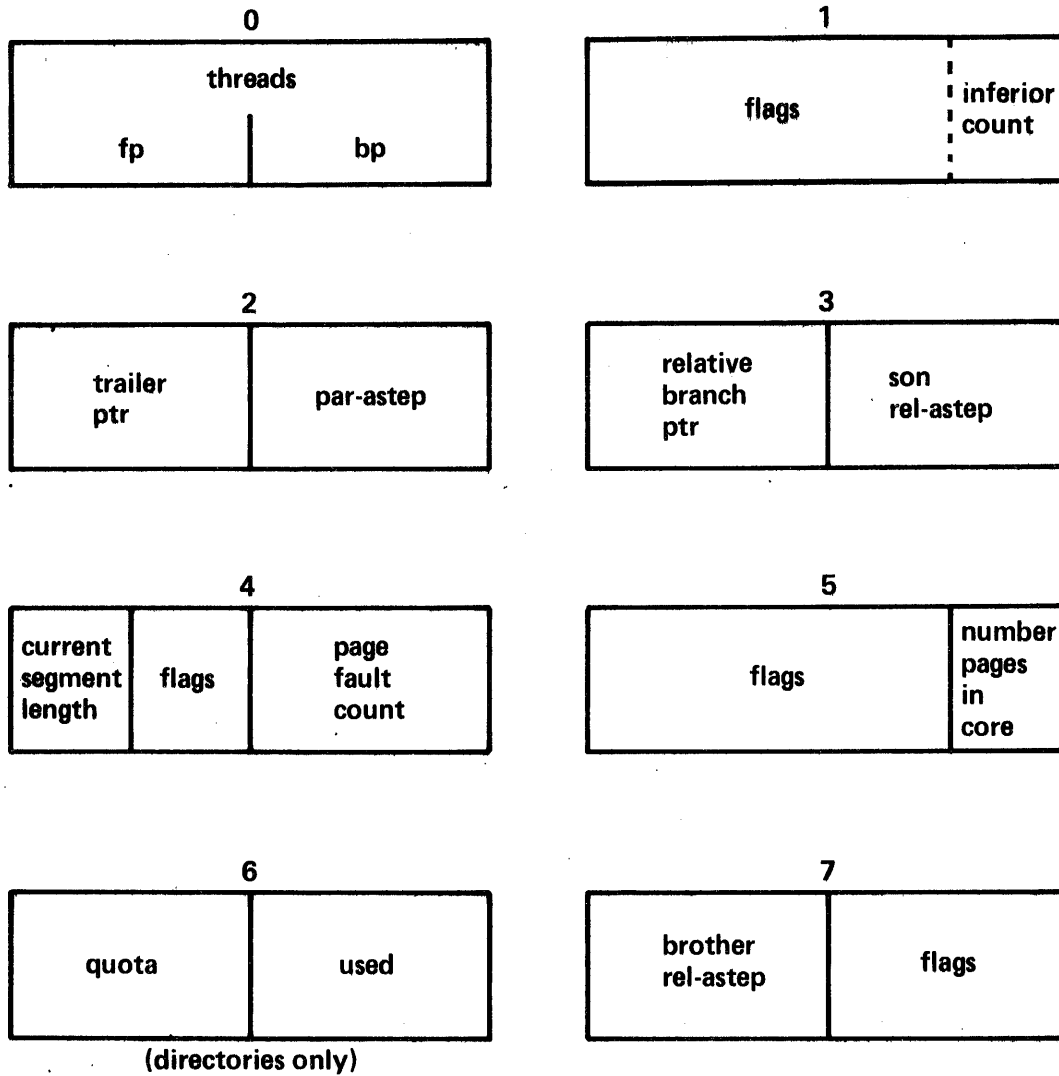 0
threads
fp
bp
1
flags
inferior
count
2
trailer
ptr
par-astep
3
relative
branch
ptr
son
rel-astep
4
current
segment
length
flags
page
fault
count
5
flags
number
pages
in
core
6
quota
used
(directories only)
7
brother
rel-astep
flags